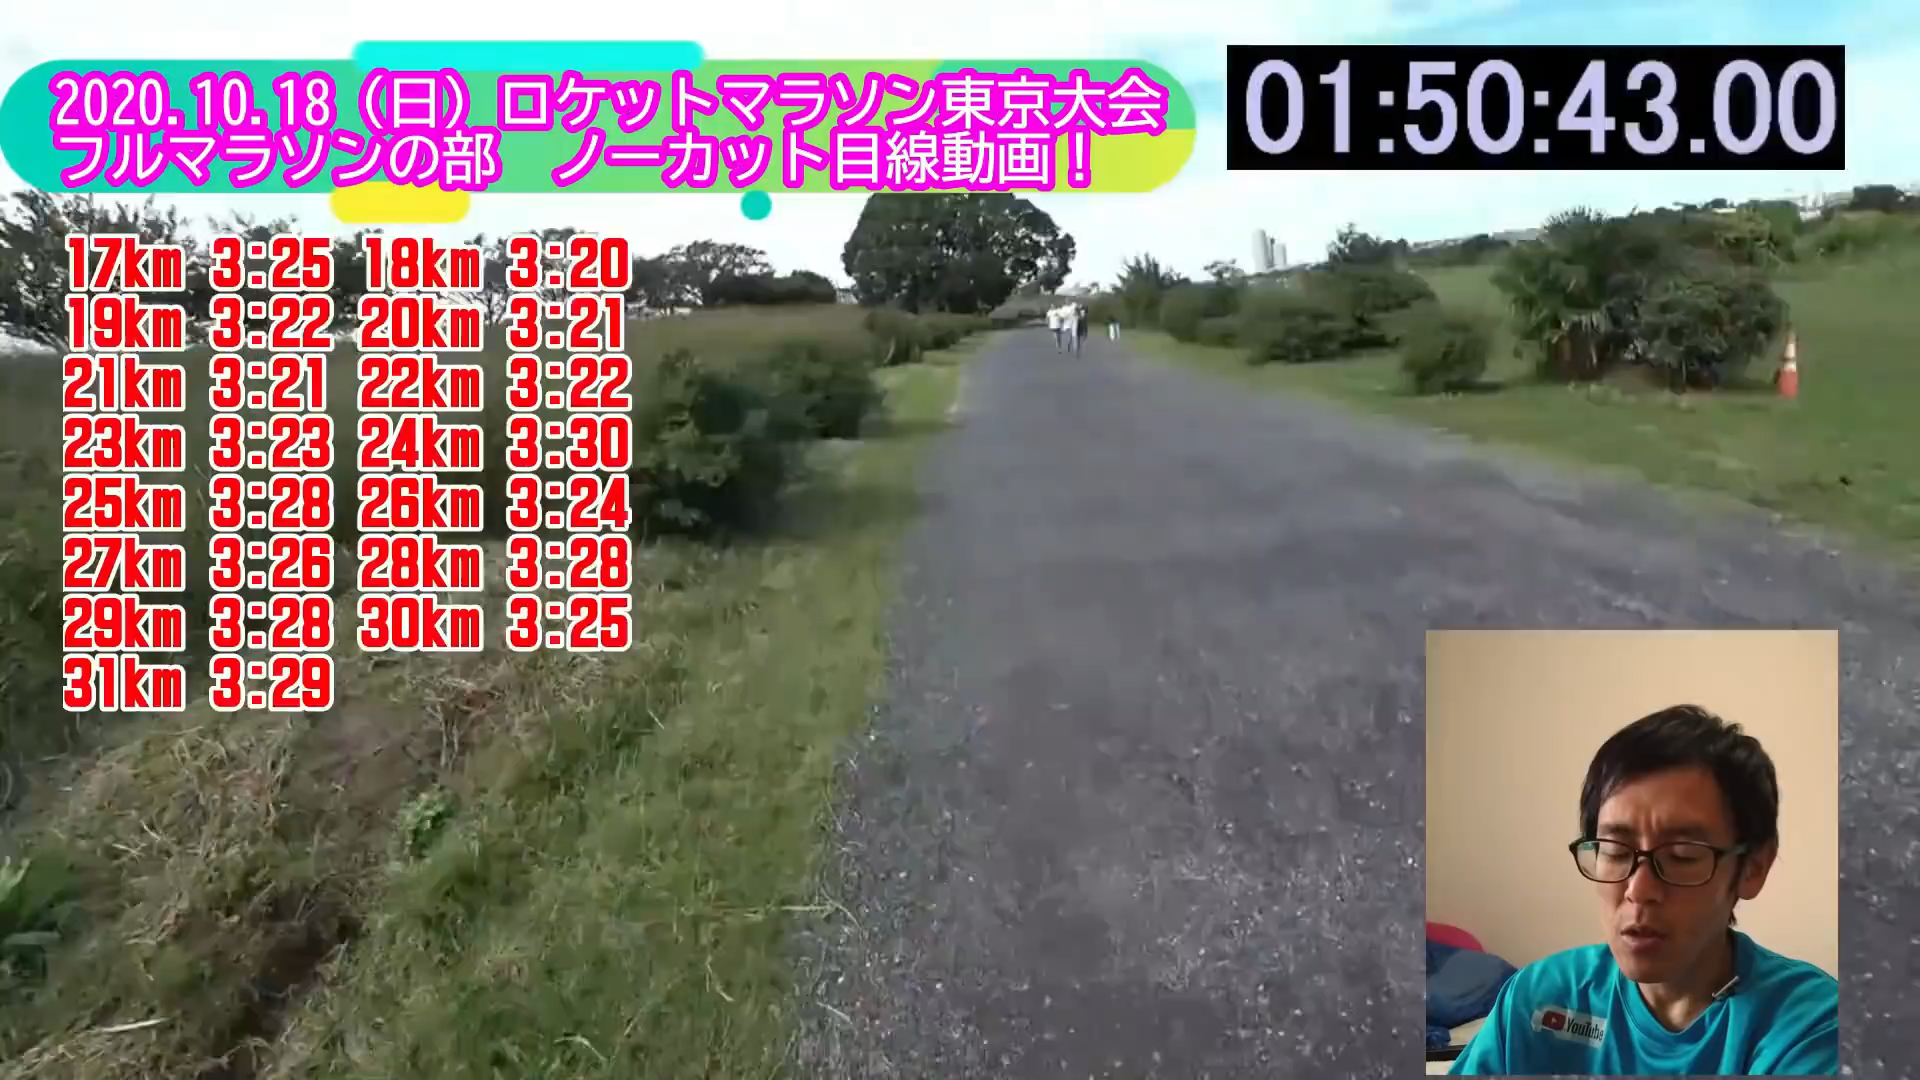 2020.10.18（日）ロケットマラソン東京大会
フルマラソンの部　ノーカット目線動画！
01:50:43.00
17km 3:25 18km 3:20
19km 3:22 20km 3:21
21km 3:21 22km 3:22
23km 3:23 24km 3:30
25km 3:28 26km 3:24
27km 3:26 28km 3:28
29km 3:28 30km 3:25
31km 3:29
YouTube